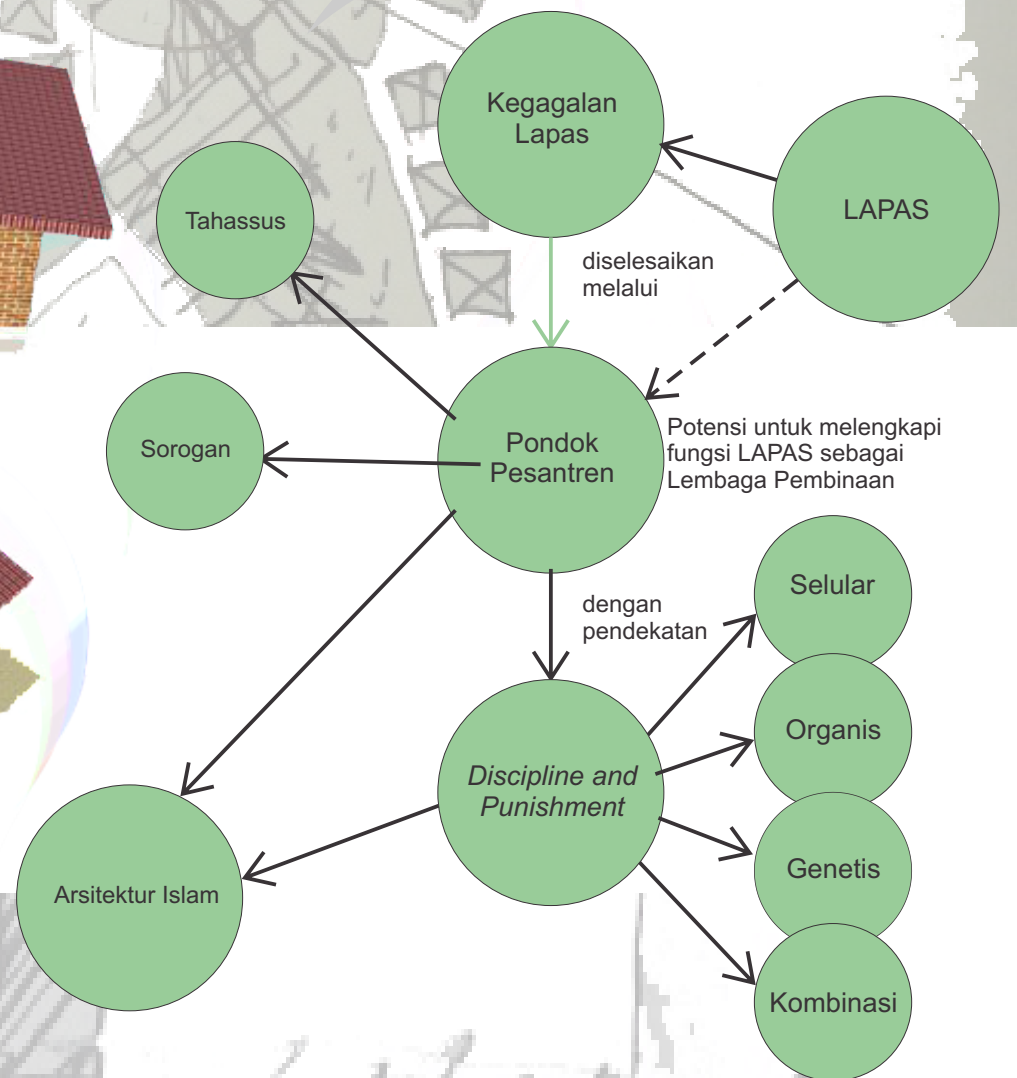 Kegagalan
Lapas
LAPAS
Tahassus
diselesaikan
melalui
Sorogan
Pondok
Pesantren
Potensi untuk melengkapi
fungsi LAPAS sebagai
Lembaga Pembinaan
dengan
pendekatan
Selular
Organis
Discipline and
Punishment
Genetis
Arsitektur Islam
Kombinasi